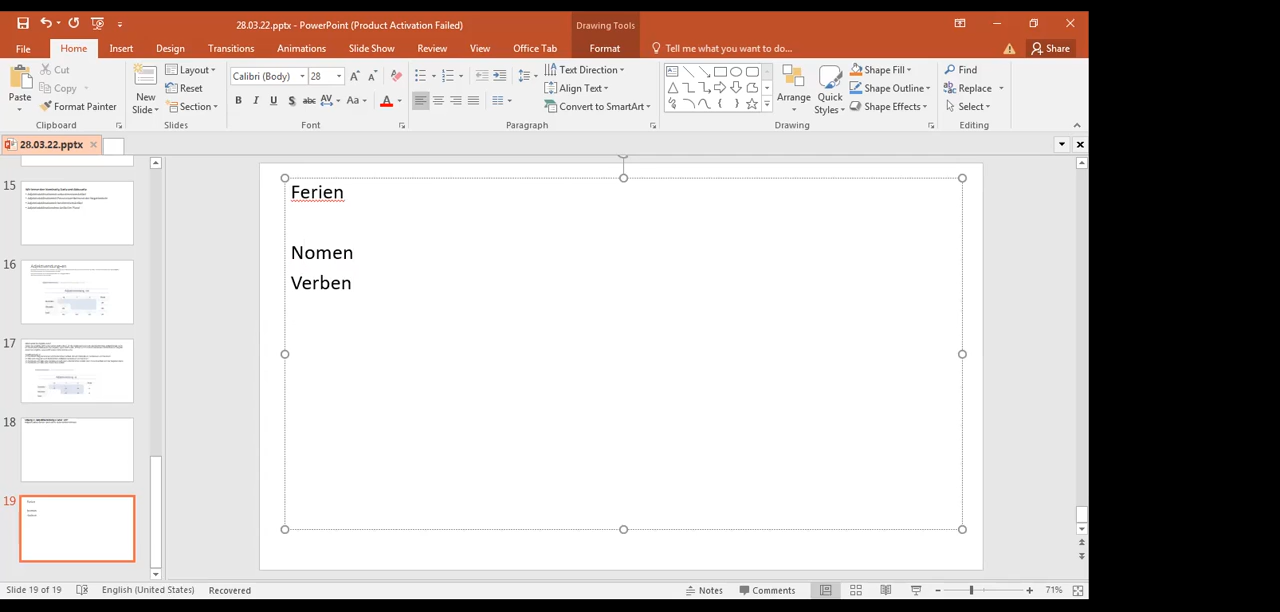 28.03.22.pptx - PowerPoint (Product Activation Failed)
Drawing Tools
File Home Insert Design Transitions Animations Slide Show Review View Office Tab Format Tell me what you want to do... Share
Paste
Cut
Copy
Format Painter
Clipboard
New Slide
Layout
Reset
Section
Slides
Calibri (Body) 28
B I U S abc AV Aa A
Font
Text Direction
Align Text
Convert to SmartArt
Paragraph
Arrange
Quick Styles
Shape Fill
Shape Outline
Shape Effects
Drawing
Find
Replace
Select
Editing
28.03.22.pptx
15
16
17
18
19
Ferien
Nomen
Verben
Slide 19 of 19 English (United States) Recovered Notes Comments 71%